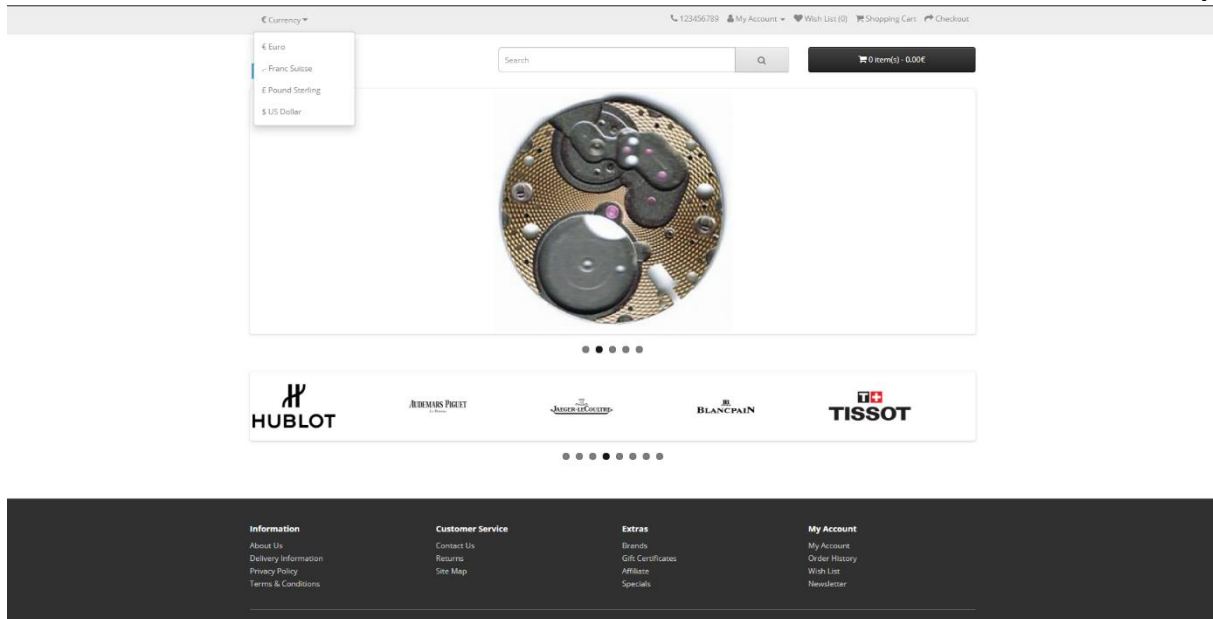 € Currency
123456789 My Account Wish List (0) Shopping Cart Checkout
€ Euro
.- Franc Suisse
£ Pound Sterling
$ US Dollar
Search
0 item(s) - 0.00€
HUBLOT
AUDEMARS PIGUET
JAEGER-LECOULTRE
JB
BLANCPAIN
T+
TISSOT
Information
About Us
Delivery Information
Privacy Policy
Terms & Conditions
Customer Service
Contact Us
Returns
Site Map
Extras
Brands
Gift Certificates
Affiliate
Specials
My Account
My Account
Order History
Wish List
Newsletter